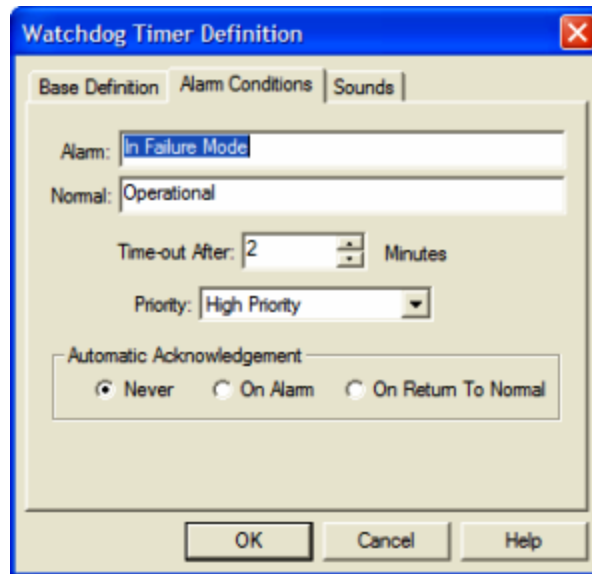 Watchdog Timer Definition
Base Definition Alarm Conditions Sounds
Alarm: In Failure Mode
Normal: Operational
Time-out After: 2 Minutes
Priority: High Priority
Automatic Acknowledgement
Never On Alarm On Return To Normal
OK Cancel Help